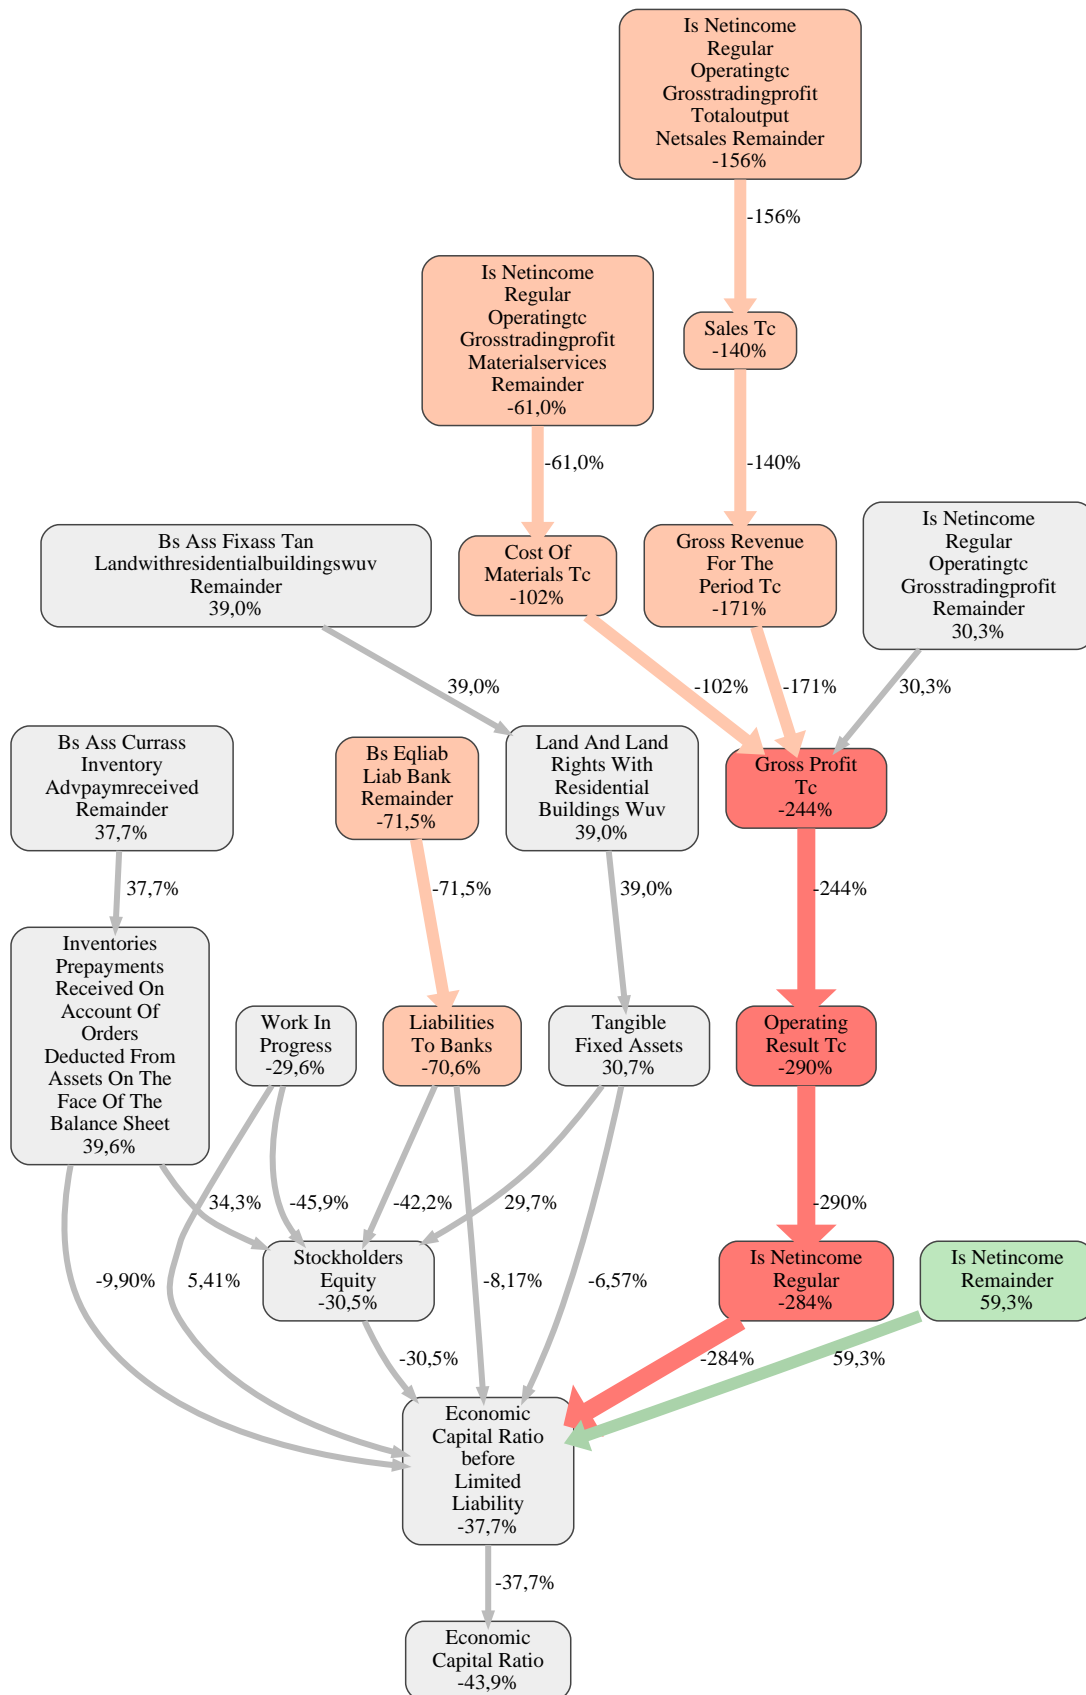 Is Netincome
Regular
Operatingtc
Grosstradingprofit
Totaloutput
Netsales Remainder
-156%
-156%
Is Netincome
Regular
Operatingtc
Grosstradingprofit
Materialservices
Remainder
-61,0%
Sales Tc
-140%
-61,0%
-140%
Bs Ass Fixass Tan
Landwithresidentialbuildingswuv
Remainder
39,0%
Cost Of
Materials Tc
-102%
Gross Revenue
For The
Period Tc
-171%
Is Netincome
Regular
Operatingtc
Grosstradingprofit
Remainder
30,3%
39,0%
-102%
-171%
30,3%
Bs Ass Currass
Inventory
Advpaymreceived
Remainder
37,7%
Bs Eqliab
Liab Bank
Remainder
-71,5%
Land And Land
Rights With
Residential
Buildings Wuv
39,0%
Gross Profit
Tc
-244%
37,7%
-71,5%
39,0%
-244%
Inventories
Prepayments
Received On
Account Of
Orders
Deducted From
Assets On The
Face Of The
Balance Sheet
39,6%
Work In
Progress
-29,6%
Liabilities
To Banks
-70,6%
Tangible
Fixed Assets
30,7%
Operating
Result Tc
-290%
34,3%
-45,9%
-42,2%
29,7%
-290%
Stockholders
Equity
-30,5%
Is Netincome
Regular
-284%
Is Netincome
Remainder
59,3%
-9,90%
5,41%
-8,17%
-6,57%
-30,5%
-284%
59,3%
Economic
Capital Ratio
before
Limited
Liability
-37,7%
-37,7%
Economic
Capital Ratio
-43,9%